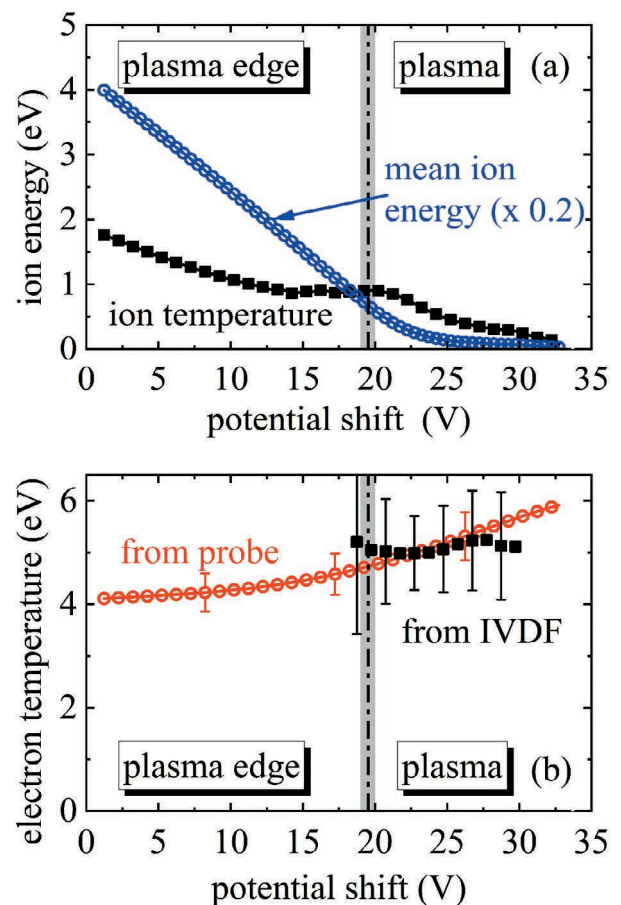 5
4
3
2
1
0
ion energy (eV)
plasma edge
plasma
(a)
mean ion
energy (x 0.2)
ion temperature
0 5 10 15 20 25 30 35
potential shift (V)
6
4
2
0
electron temperature (eV)
from probe
from IVDF
plasma edge
plasma
(b)
0 5 10 15 20 25 30 35
potential shift (V)